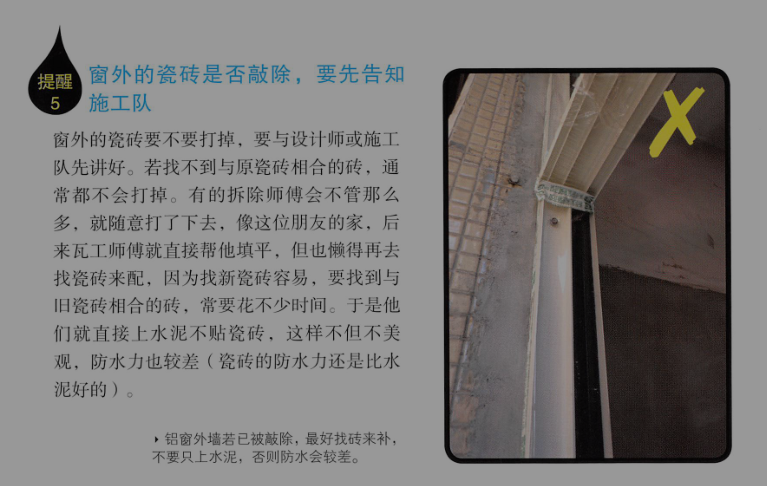 提醒
5
窗外的瓷砖是否敲除，要先告知
施工队
窗外的瓷砖要不要打掉，要与设计师或施工
队先讲好。若找不到与原瓷砖相合的砖，通
常都不会打掉。有的拆除师傅会不管那么
多，就随意打了下去，像这位朋友的家，后
来瓦工师傅就直接帮他填平，但也懒得再去
找瓷砖来配，因为找新瓷砖容易，要找到与
旧瓷砖相合的砖，常要花不少时间。于是他
们就直接上水泥不贴瓷砖，这样不但不美
观，防水力也较差（瓷砖的防水力还是比水
泥好的）。
▸ 铝窗外墙若已被敲除，最好找砖来补，
不要只上水泥，否则防水会较差。